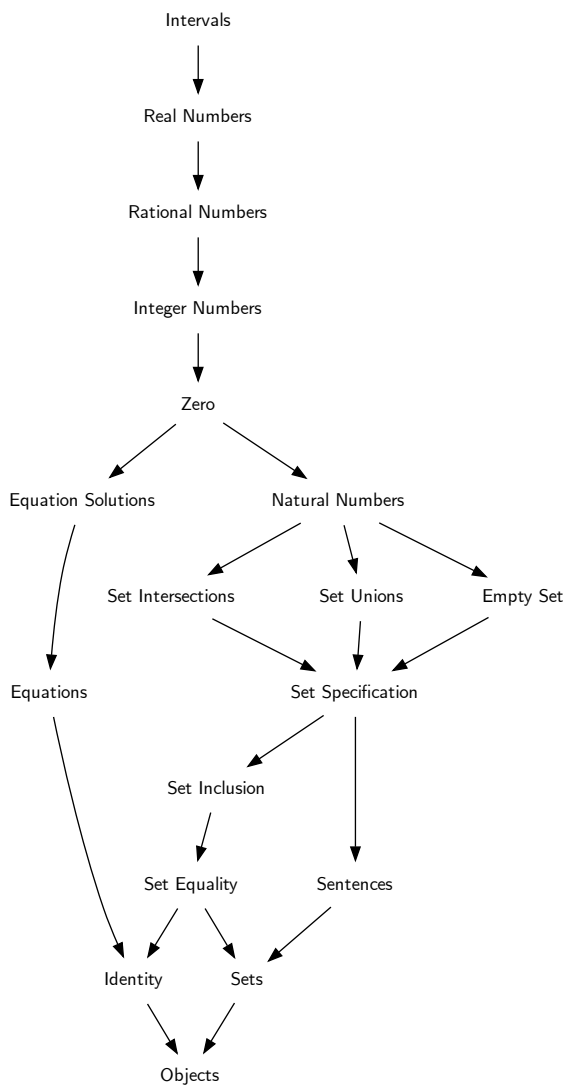 Intervals
Real Numbers
Rational Numbers
Integer Numbers
Zero
Equation Solutions
Natural Numbers
Set Intersections
Set Unions
Empty Set
Equations
Set Specification
Set Inclusion
Set Equality
Sentences
Identity
Sets
Objects